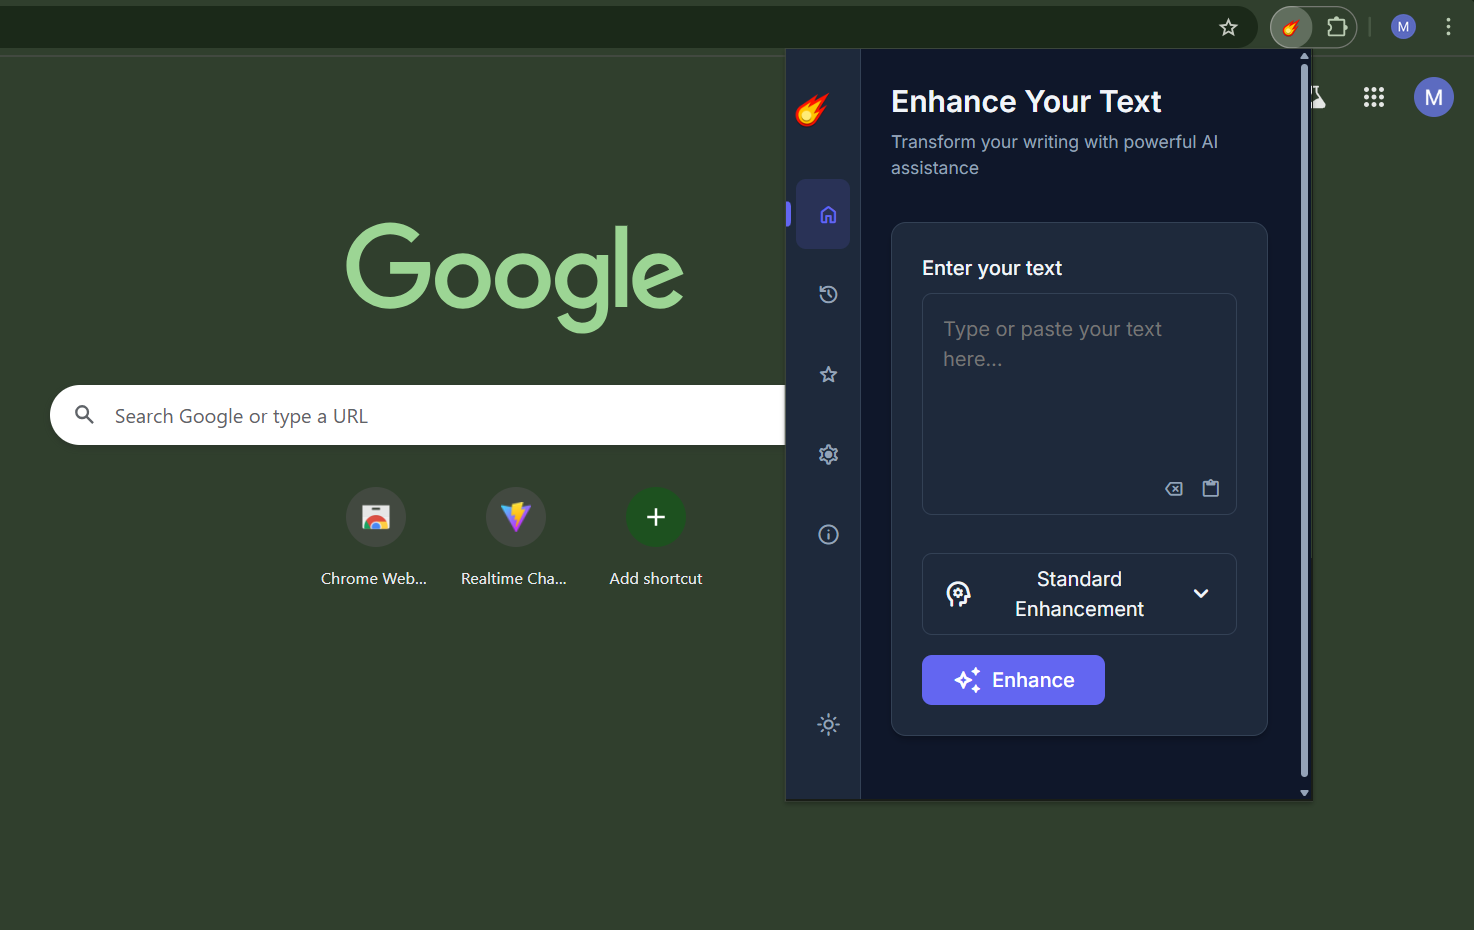 M
M
Google
Search Google or type a URL
Chrome Web...
Realtime Cha...
Add shortcut
Enhance Your Text
Transform your writing with powerful AI
assistance
Enter your text
Type or paste your text
here...
Standard
Enhancement
Enhance